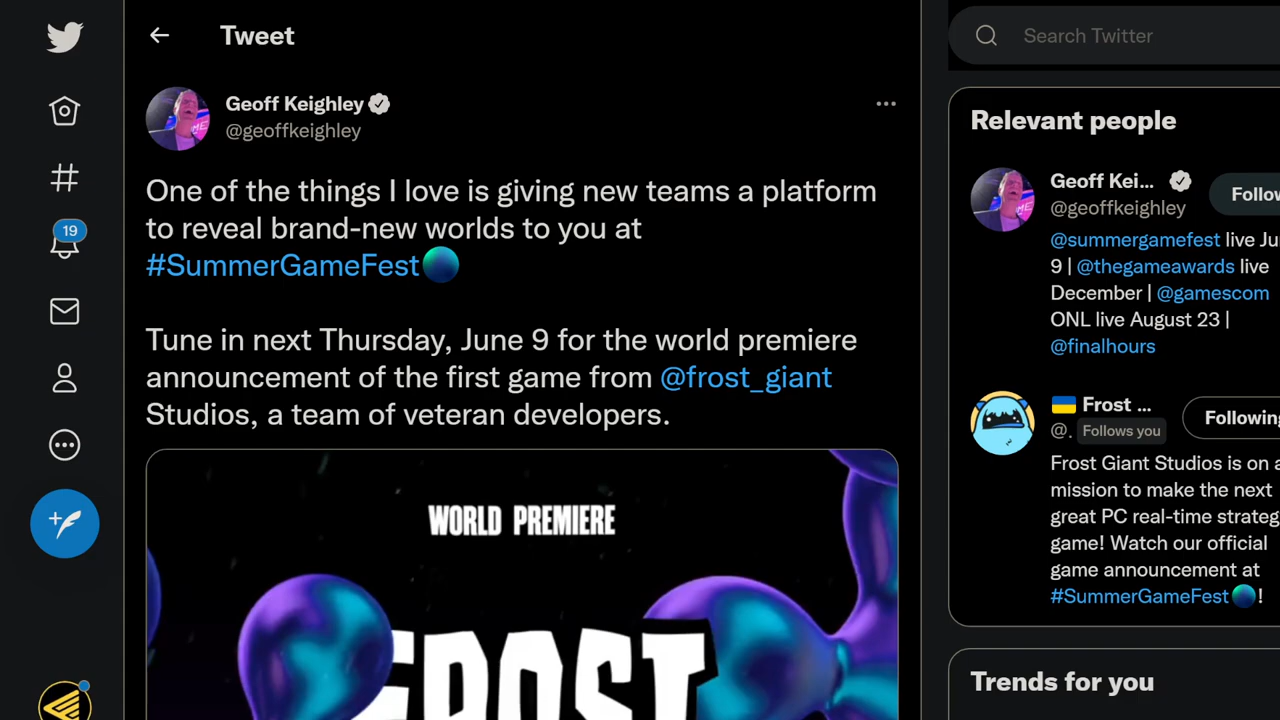 Tweet
Geoff Keighley
@geoffkeighley
One of the things I love is giving new teams a platform
to reveal brand-new worlds to you at
#SummerGameFest
Tune in next Thursday, June 9 for the world premiere
announcement of the first game from @frost_giant
Studios, a team of veteran developers.
WORLD PREMIERE
FROST
19
Search Twitter
Relevant people
Geoff Kei...
@geoffkeighley
Follow
@summergamefest live Ju
9 | @thegameawards live
December | @gamescom
ONL live August 23 |
@finalhours
Frost ...
@. Follows you
Following
Frost Giant Studios is on a
mission to make the next
great PC real-time strateg
game! Watch our official
game announcement at
#SummerGameFest !
Trends for you